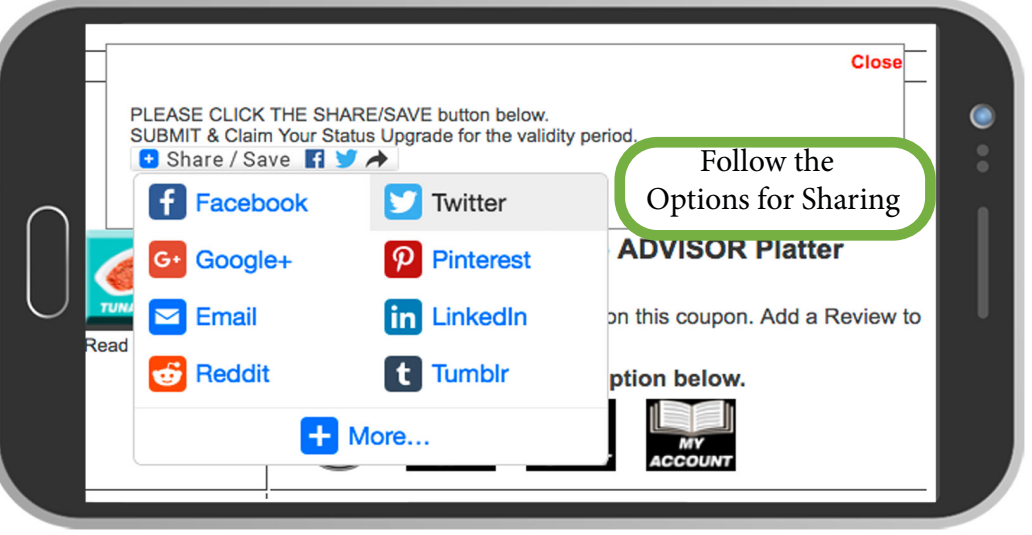 Close
PLEASE CLICK THE SHARE/SAVE button below.
SUBMIT & Claim Your Status Upgrade for the validity period.
Share / Save
Follow the
Options for Sharing
Facebook
Twitter
ADVISOR Platter
Google+
Pinterest
Email
LinkedIn
on this coupon. Add a Review to
Read
Reddit
Tumblr
below.
More...
MY
ACCOUNT